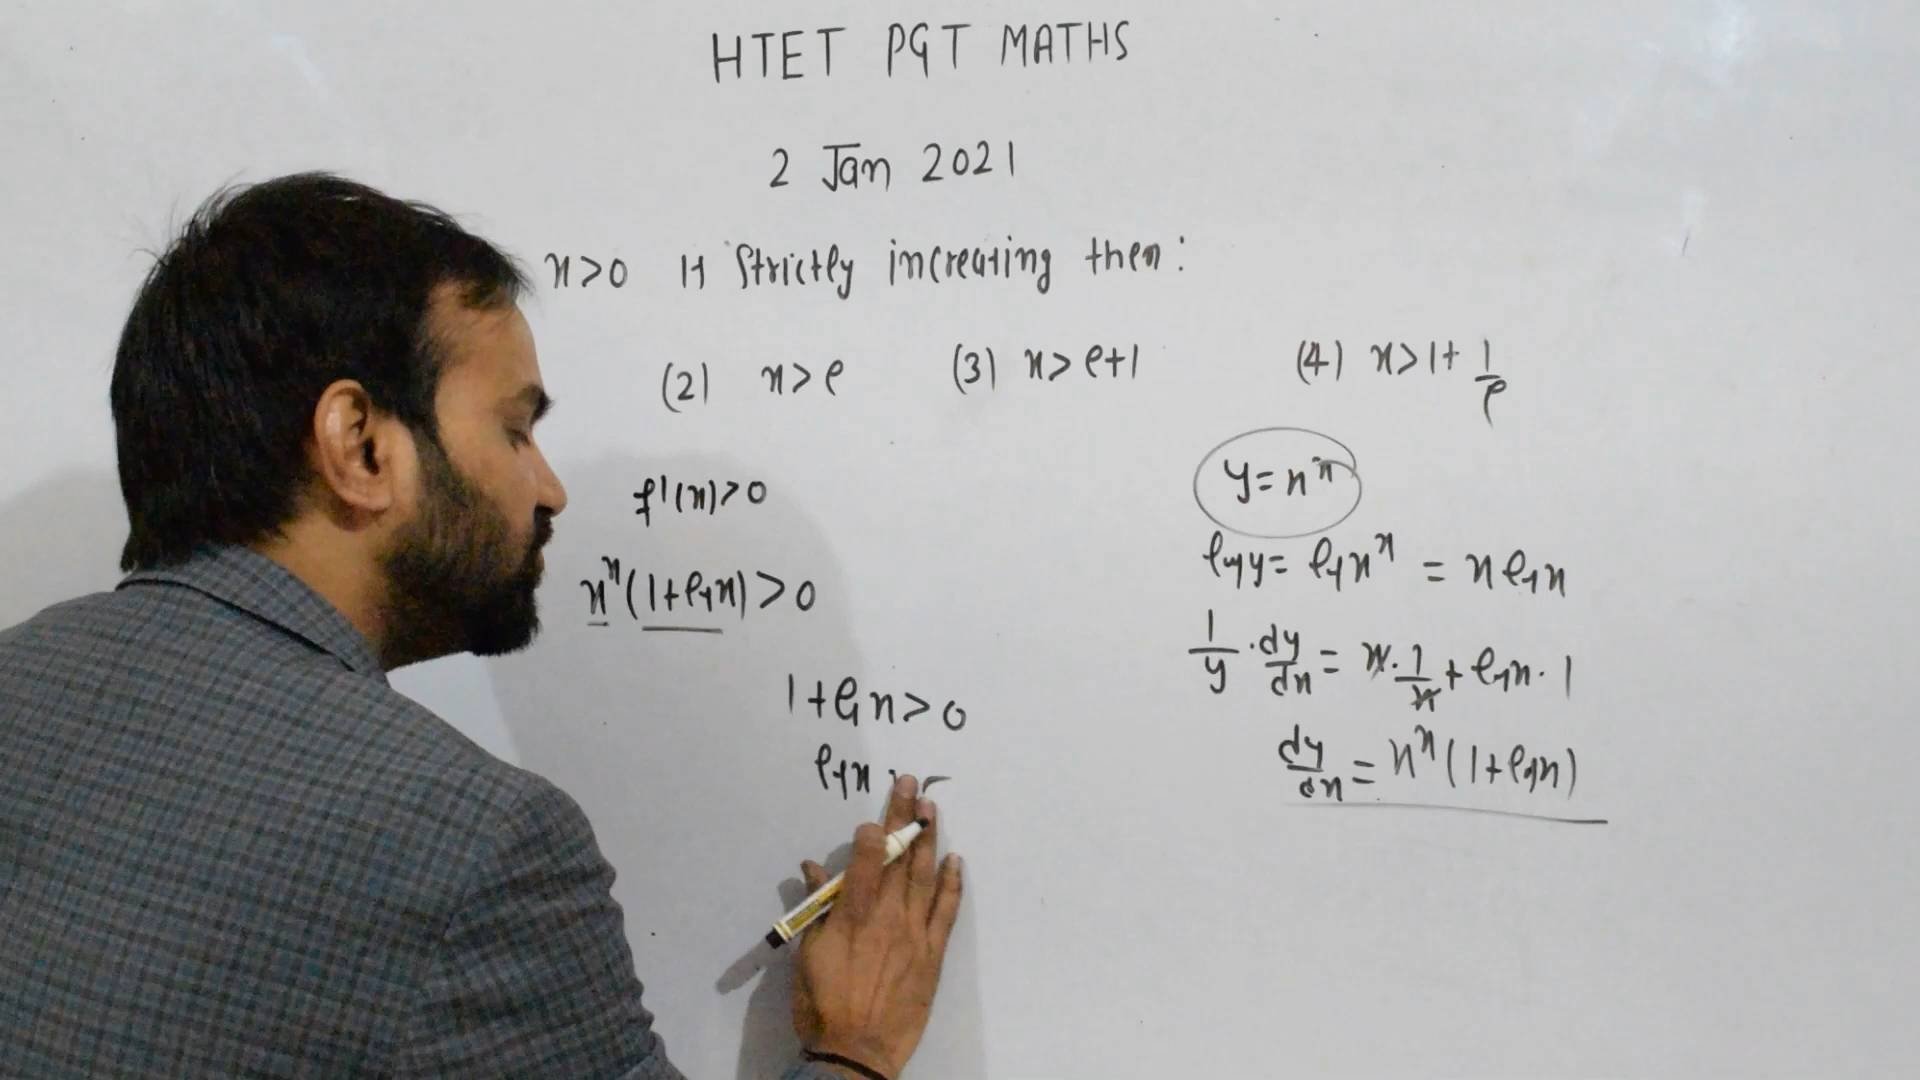 HTET PGT MATHS
2 Jan 2021
x>0 is strictly increasing then:
(2) x>e (3) x>e+1 (4) x>1+1/e
f'(x)>0
x^x(1+log x)>0
1+log x>0
log x
y=x^x
log y= log x^x = x log x
1/y . dy/dx = x.1/x + log x.1
dy/dx = x^x(1+log x)